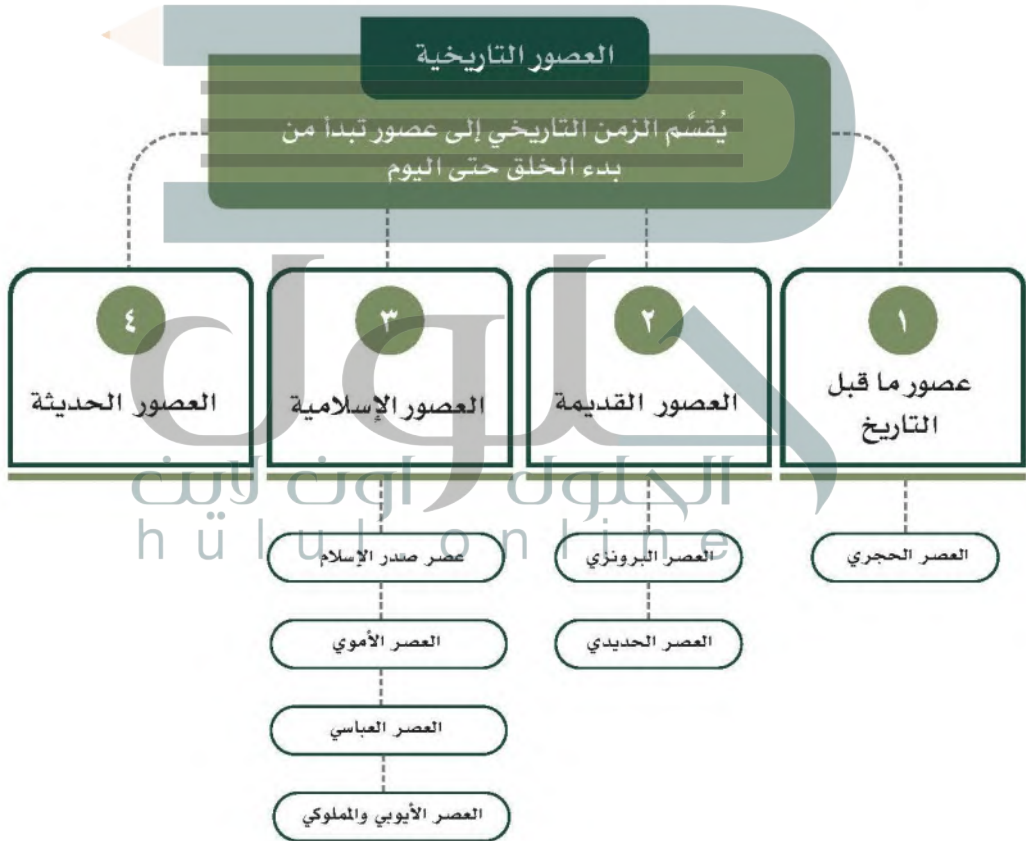 العصور التاريخية
يُقسَّم الزمن التاريخي إلى عصور تبدأ من
بدء الخلق حتى اليوم
١
عصور ما قبل
التاريخ
العصر الحجري
٢
العصور القديمة
العصر البرونزي
العصر الحديدي
٣
العصور الإسلامية
عصر صدر الإسلام
العصر الأموي
العصر العباسي
العصر الأيوبي والمملوكي
٤
العصور الحديثة
حلول
الحلول اون لاين
hülul online